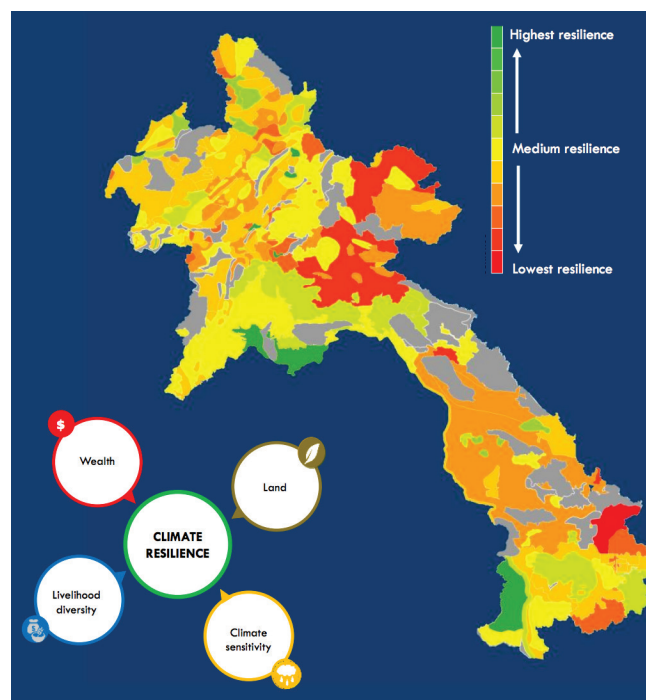 Highest resilience
Medium resilience
Lowest resilience
$
Wealth
Land
CLIMATE
RESILIENCE
Livelihood
diversity
Climate
sensitivity